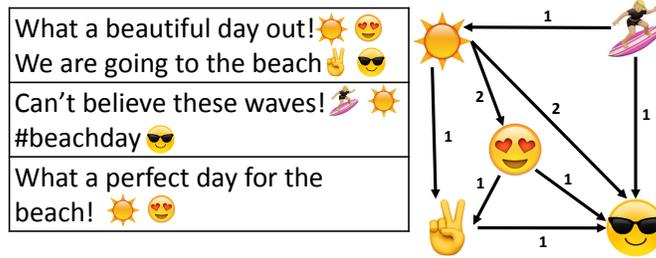 What a beautiful day out!☀️ 😍
We are going to the beach✌️ 😎
Can’t believe these waves!🏄 ☀️
#beachday 😎
What a perfect day for the
beach! ☀️ 😍
1
2
2
1
1
1
1
1